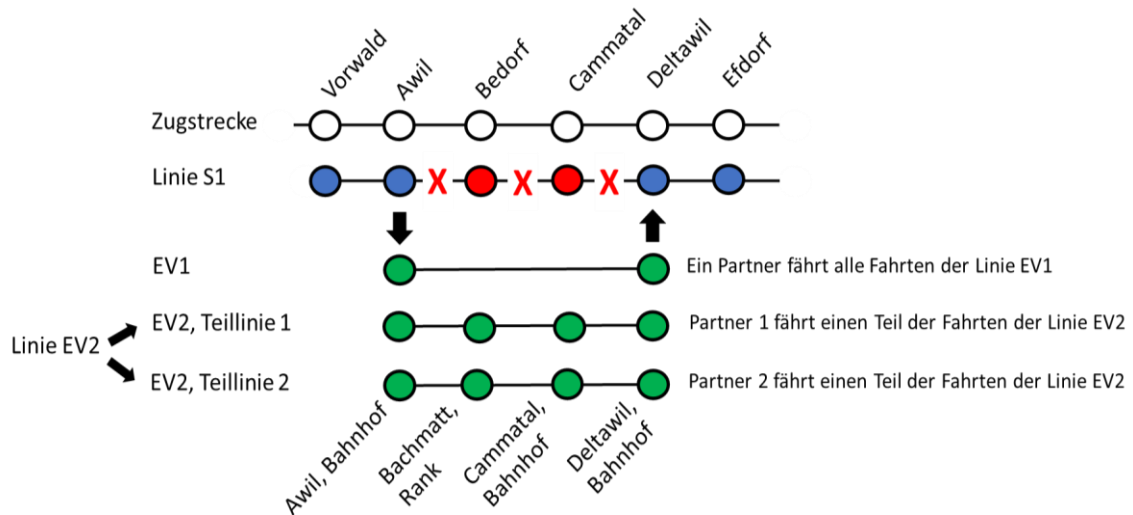 Vorwald
Awil
Bedorf
Cammatal
Deltawil
Efdorf
Zugstrecke
Linie S1
X X X
EV1
Ein Partner fährt alle Fahrten der Linie EV1
Linie EV2
EV2, Teillinie 1
Partner 1 fährt einen Teil der Fahrten der Linie EV2
EV2, Teillinie 2
Partner 2 fährt einen Teil der Fahrten der Linie EV2
Awil, Bahnhof
Bachmatt,
Rank
Cammatal,
Bahnhof
Deltawil,
Bahnhof